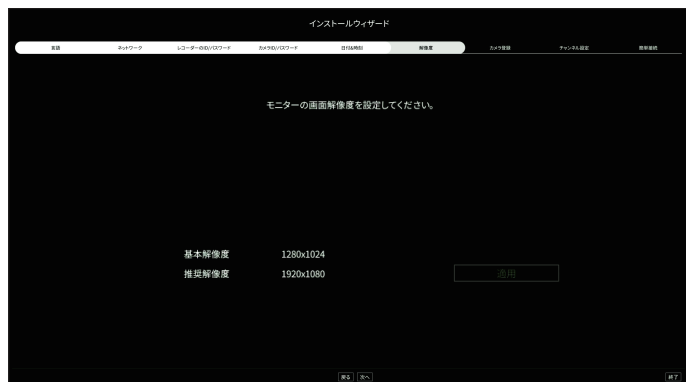 インストールウィザード
言語 ネットワーク レコーダーのID/パスワード カメラID/パスワード 日付&時刻 解像度 カメラ登録 チャンネル設定 簡単接続
モニターの画面解像度を設定してください。
基本解像度 1280x1024
推奨解像度 1920x1080 適用
戻る 次へ 終了